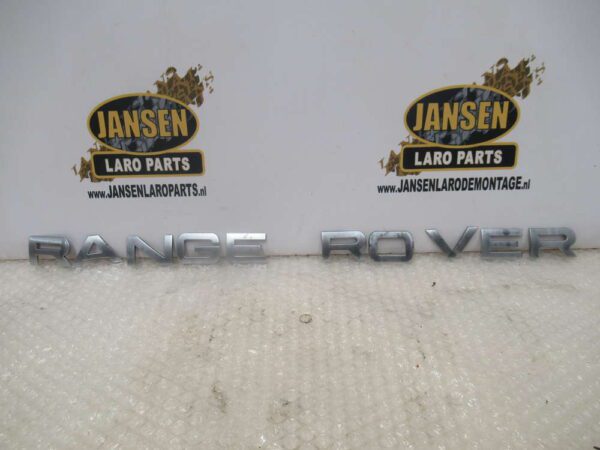 JANSEN
LARO PARTS
www.JANSENLAROPARTS.nl
JANSEN
LARO PARTS
www.JANSENLARODEMONTAGE.nl
RANGE ROVER